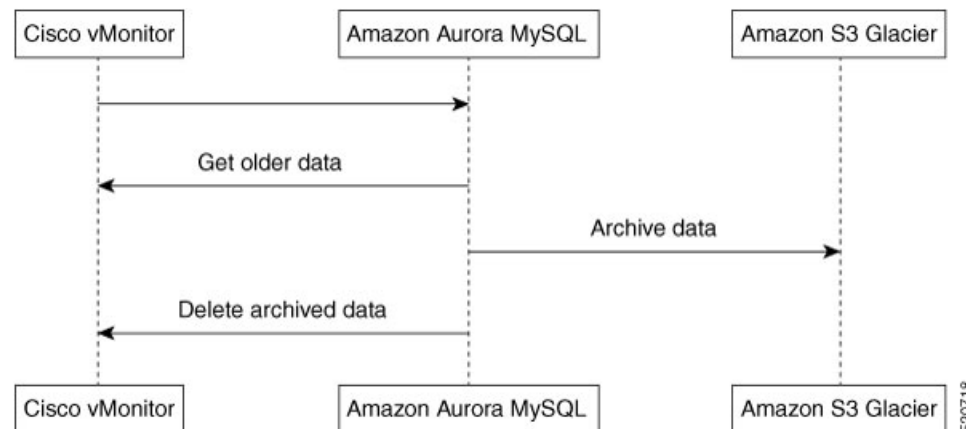 Cisco vMonitor
Amazon Aurora MySQL
Amazon S3 Glacier
Get older data
Archive data
Delete archived data
Cisco vMonitor
Amazon Aurora MySQL
Amazon S3 Glacier